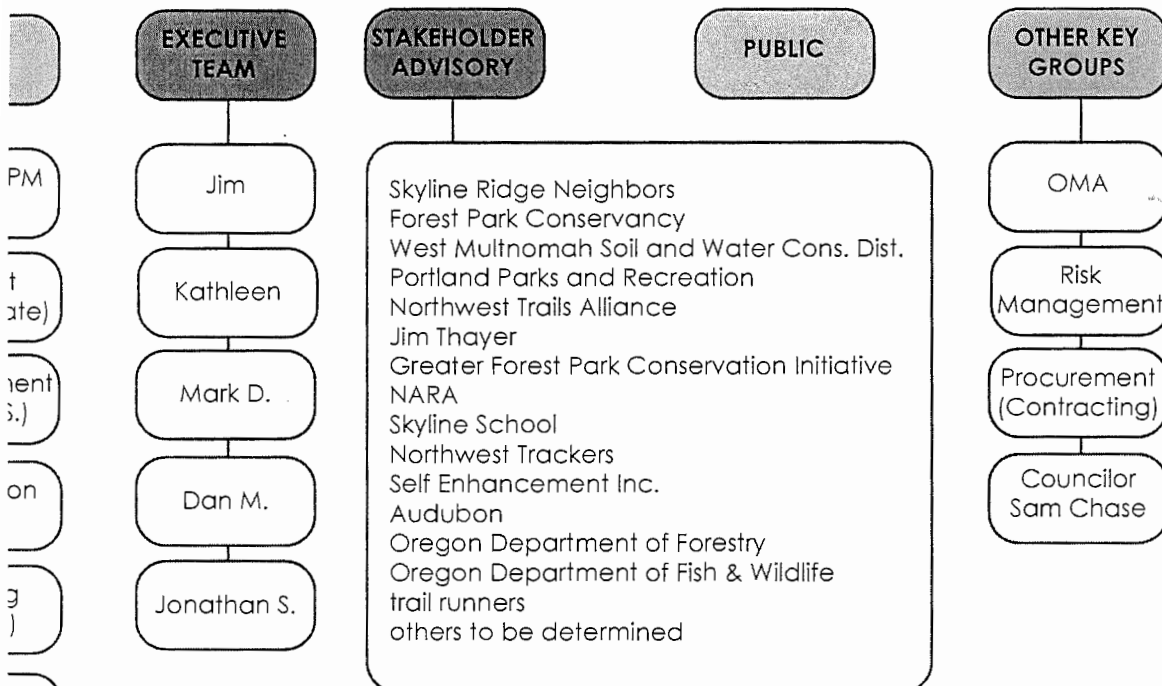 EXECUTIVE
TEAM
Jim
Kathleen
Mark D.
Dan M.
Jonathan S.
STAKEHOLDER
ADVISORY
PUBLIC
Skyline Ridge Neighbors
Forest Park Conservancy
West Multnomah Soil and Water Cons. Dist.
Portland Parks and Recreation
Northwest Trails Alliance
Jim Thayer
Greater Forest Park Conservation Initiative
NARA
Skyline School
Northwest Trackers
Self Enhancement Inc.
Audubon
Oregon Department of Forestry
Oregon Department of Fish & Wildlife
trail runners
others to be determined
OTHER KEY
GROUPS
OMA
Risk
Management
Procurement
(Contracting)
Councilor
Sam Chase
PM